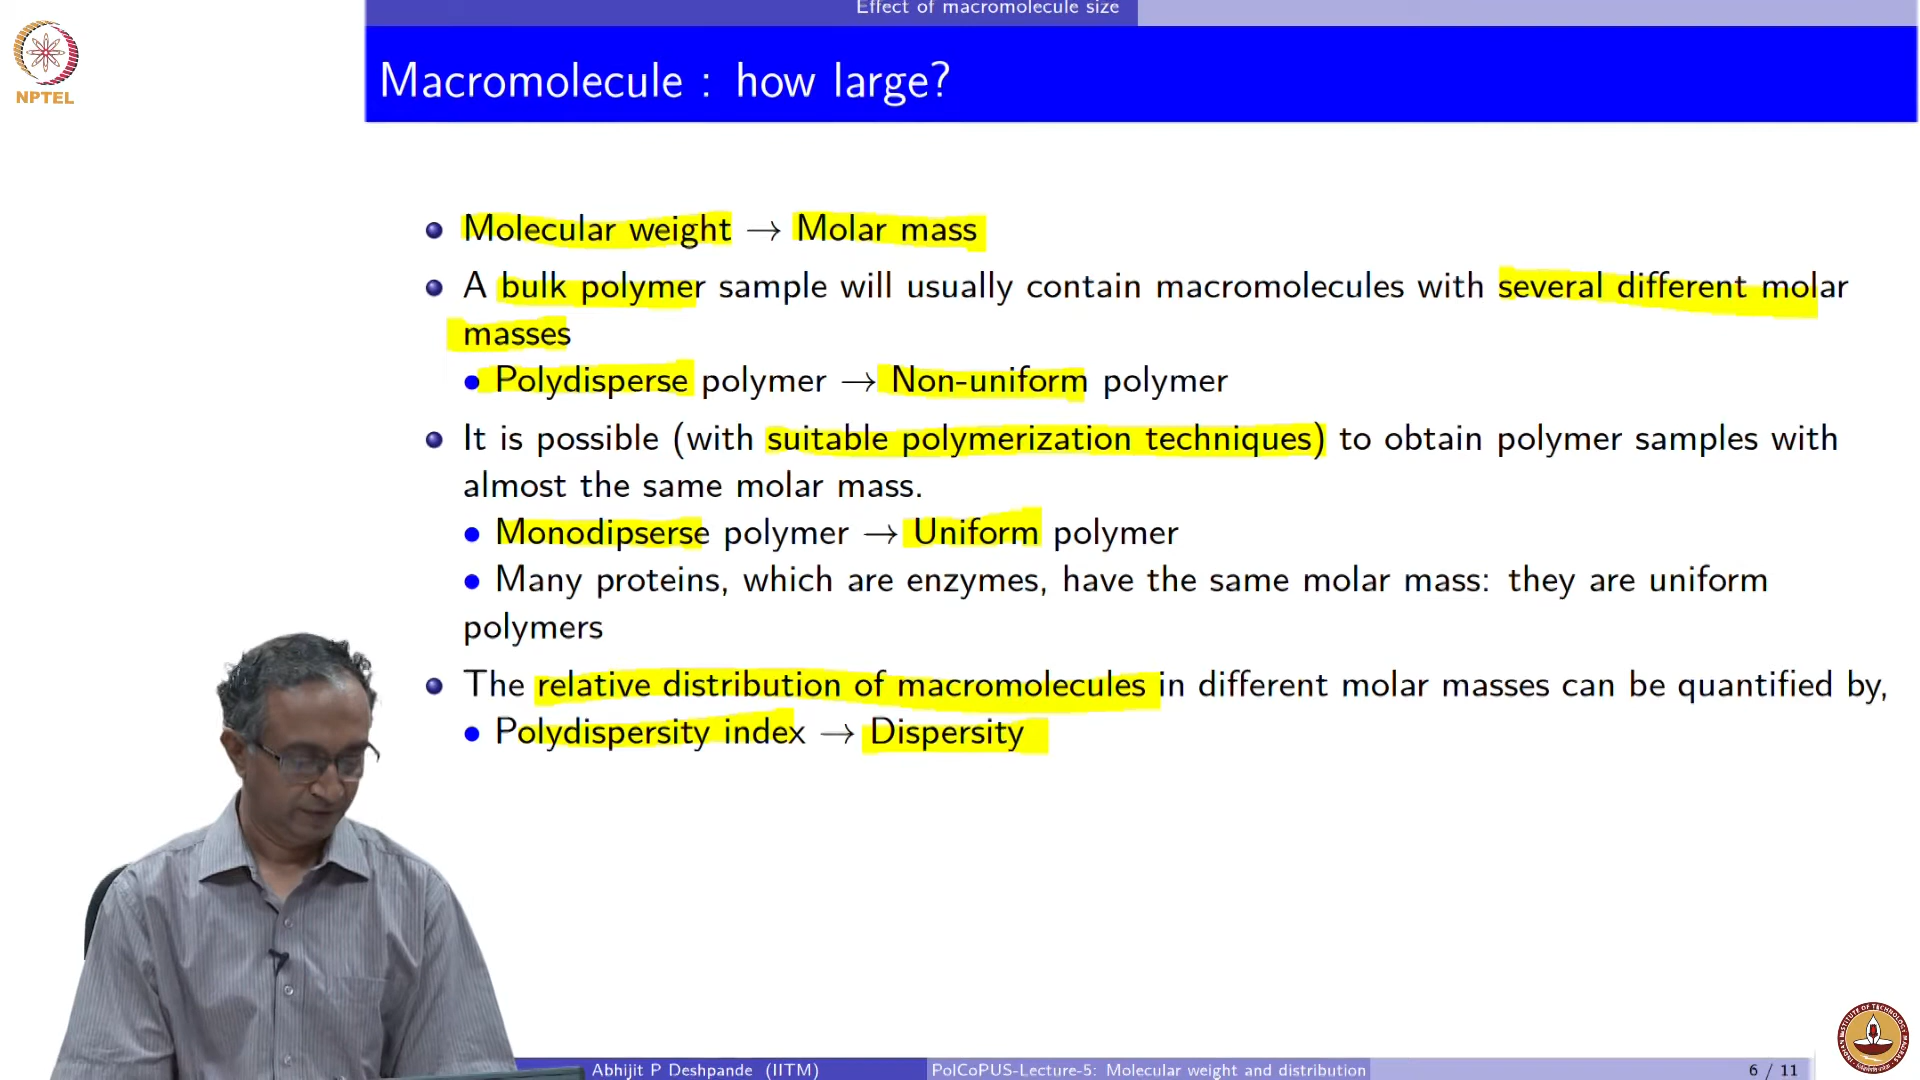 Effect of macromolecule size
NPTEL
Macromolecule : how large?
Molecular weight → Molar mass
A bulk polymer sample will usually contain macromolecules with several different molar
masses
Polydisperse polymer → Non-uniform polymer
It is possible (with suitable polymerization techniques) to obtain polymer samples with
almost the same molar mass.
Monodipserse polymer → Uniform polymer
Many proteins, which are enzymes, have the same molar mass: they are uniform
polymers
The relative distribution of macromolecules in different molar masses can be quantified by,
Polydispersity index → Dispersity
Abhijit P Deshpande (IITM)
PolCoPUS-Lecture-5: Molecular weight and distribution
6 / 11